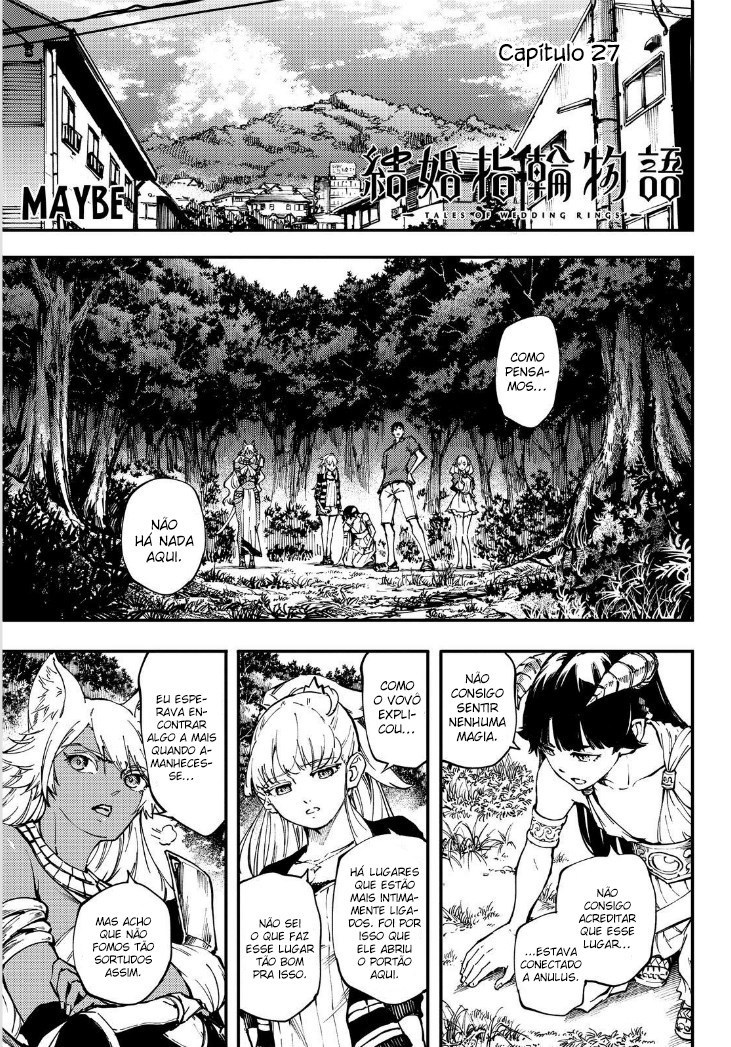 Capítulo 27
結婚指輪物語
TALES OF WEDDING RINGS
MAYBE
COMO
PENSA-
MOS...
NÃO
HÁ NADA
AQUI.
NÃO
CONSIGO
SENTIR
NENHUMA
MAGIA.
NÃO
CONSIGO
ACREDITAR
QUE ESSE
LUGAR...
...ESTAVA
CONECTADO
A ANULUS.
COMO
O VOVÔ
EXPLI-
COU...
HÁ LUGARES
QUE ESTÃO
MAIS INTIMA-
MENTE LIGA-
DOS. FOI POR
ISSO QUE
ELE ABRIU
O PORTÃO
AQUI.
NÃO SEI
O QUE FAZ
ESSE LUGAR
TÃO BOM
PRA ISSO.
EU ESPE-
RAVA EN-
CONTRAR
ALGO A MAIS
QUANDO A-
MANHECES-
SE...
MAS ACHO
QUE NÃO
FOMOS TÃO
SORTUDOS
ASSIM.